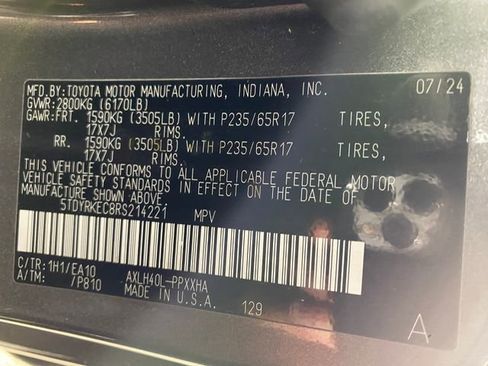 MFD.BY:TOYOTA MOTOR MANUFACTURING, INDIANA, INC. 07/24
GVWR:2800KG (6170LB)
GAWR:FRT. 1590KG (3505LB) WITH P235/65R17 TIRES,
17X7J RIMS.
RR. 1590KG (3505LB) WITH P235/65R17 TIRES,
17X7J RIMS.
THIS VEHICLE CONFORMS TO ALL APPLICABLE FEDERAL MOTOR
VEHICLE SAFETY STANDARDS IN EFFECT ON THE DATE OF
MANUFACTURE SHOWN ABOVE.
5TDYRKEC8RS214221 MPV
C/TR:1H1/EA10 AXLH40L-PPXXHA
A/TM: /P810 MADE IN U.S.A. 129 A